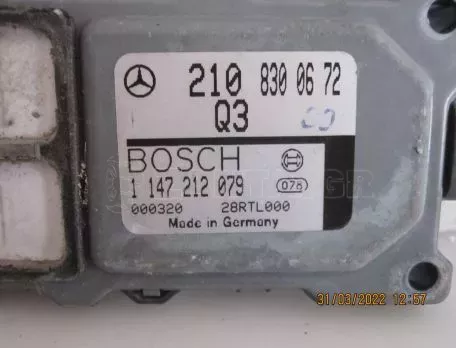 210 830 06 72
Q3
BOSCH
1 147 212 079
078
000320 28RTL000
Made in Germany
31/03/2022 12:57